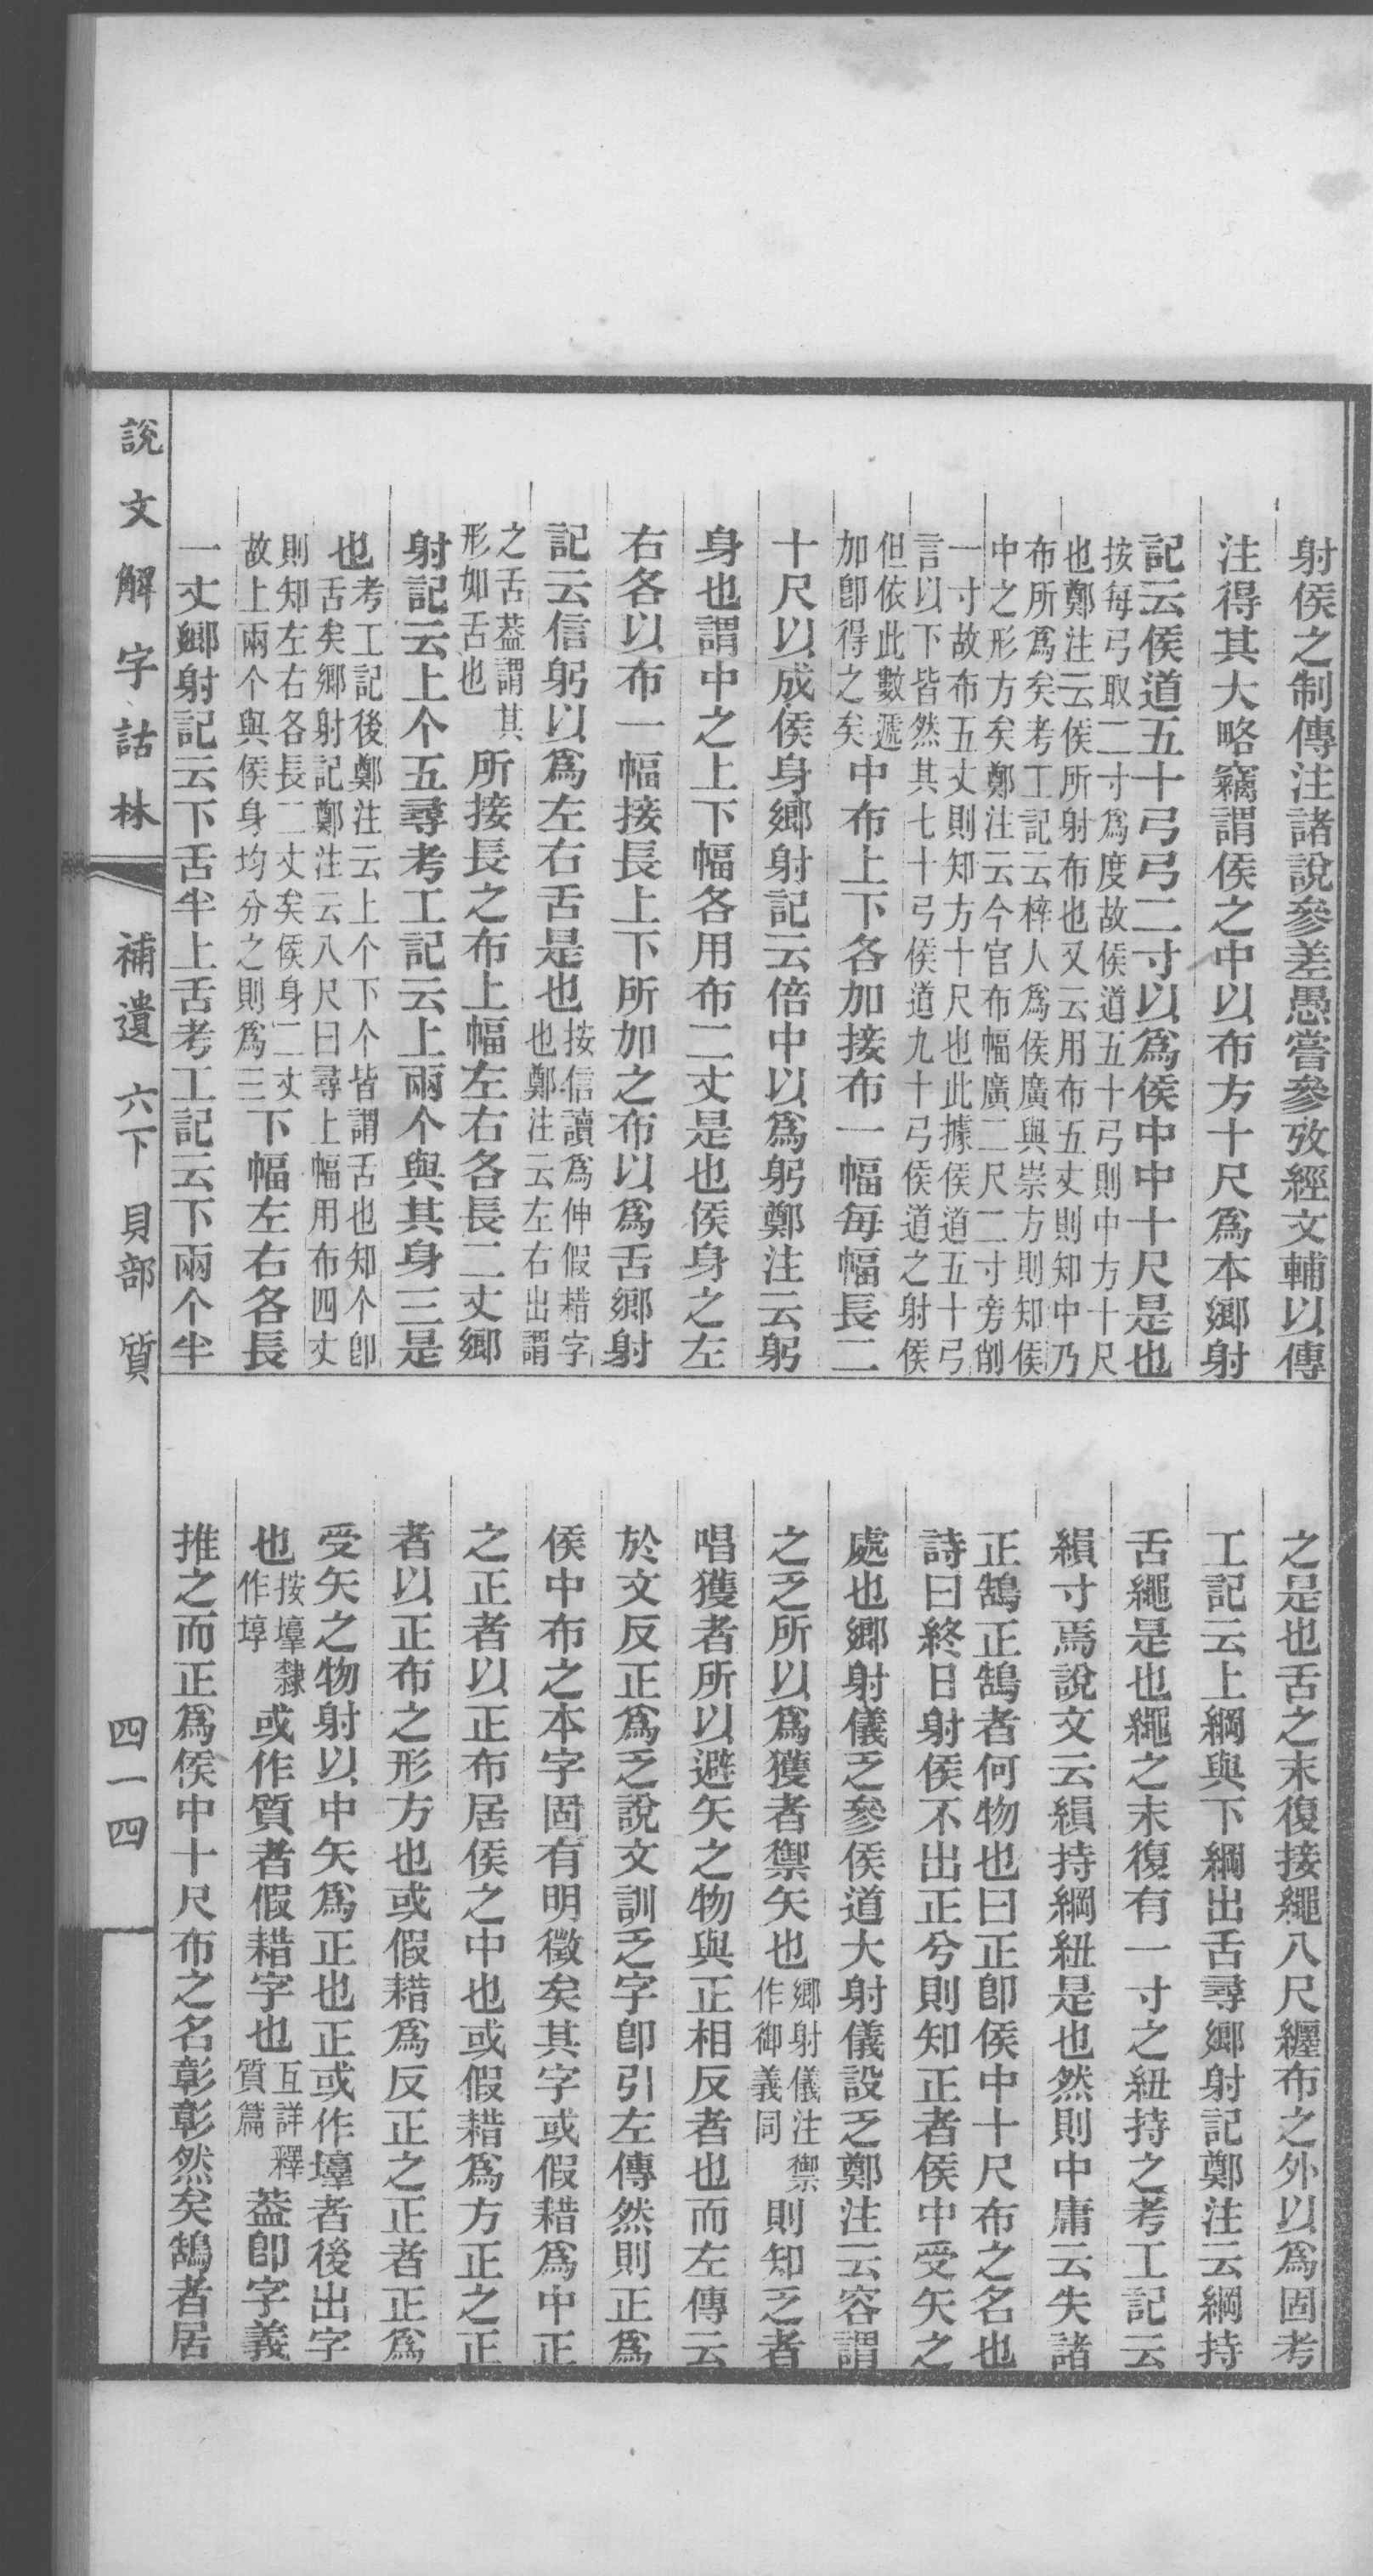 射侯之制傳注諸說參差愚嘗參攷經文輔以傳
注得其大略竊謂侯之中以布方十尺爲本鄉射
記云侯道五十弓弓二寸以爲侯中中十尺是也
按每弓取二寸爲度故侯道五十弓則中方十尺
也鄭注云侯所射布也又云用布五丈則知中乃
布所爲矣考工記云梓人爲侯廣與崇方則知侯
中之形方矣鄭注云今官布幅廣二尺二寸旁削
一寸故布五丈則知方十尺也此據侯道五十弓
言以下皆然其七十弓侯道九十弓侯道之射侯
但依此數遞
加卽得之矣
中布上下各加接布一幅每幅長二
十尺以成侯身鄉射記云倍中以爲躬鄭注云躬
身也謂中之上下幅各用布二丈是也侯身之左
右各以布一幅接長上下所加之布以爲舌鄉射
記云信躬以爲左右舌是也
按信讀爲伸假耤字
也鄭注云左右出謂
之舌葢謂其
形如舌也
所接長之布上幅左右各長二丈鄉
射記云上个五尋考工記云上兩个與其身三是
也
考工記後鄭注云上个下个皆謂舌也知个卽
舌矣鄉射記鄭注云八尺曰尋上幅用布四丈
則知左右各長二丈矣侯身二丈
故上兩个與侯身均分之則爲三
下幅左右各長
一丈鄉射記云下舌半上舌考工記云下兩个半
之是也舌之末復接繩八尺纒布之外以爲固考
工記云上綱與下綱出舌尋鄉射記鄭注云綱持
舌繩是也繩之末復有一寸之紐持之考工記云
縜寸焉說文云縜持綱紐是也然則中庸云失諸
正鵠正鵠者何物也曰正卽侯中十尺布之名也
詩曰終日射侯不出正兮則知正者侯中受矢之
處也鄉射儀乏參侯道大射儀設乏鄭注云容謂
之乏所以爲獲者禦矢也
鄉射儀注禦
作御義同
則知乏者
唱獲者所以避矢之物與正相反者也而左傳云
於文反正爲乏說文訓乏字卽引左傳然則正爲
侯中布之本字固有明徵矣其字或假耤爲中正
之正者以正布居侯之中也或假耤爲方正之正
者以正布之形方也或假耤爲反正之正者正爲
受矢之物射以中矢爲正也正或作壿者後出字
也
按壿隸
作埻
或作質者假耤字也
互詳釋
質篇
葢卽字義
推之而正爲侯中十尺布之名彰彰然矣鵠者居
說文解字詁林
補遺 六下 貝部 質
四一四